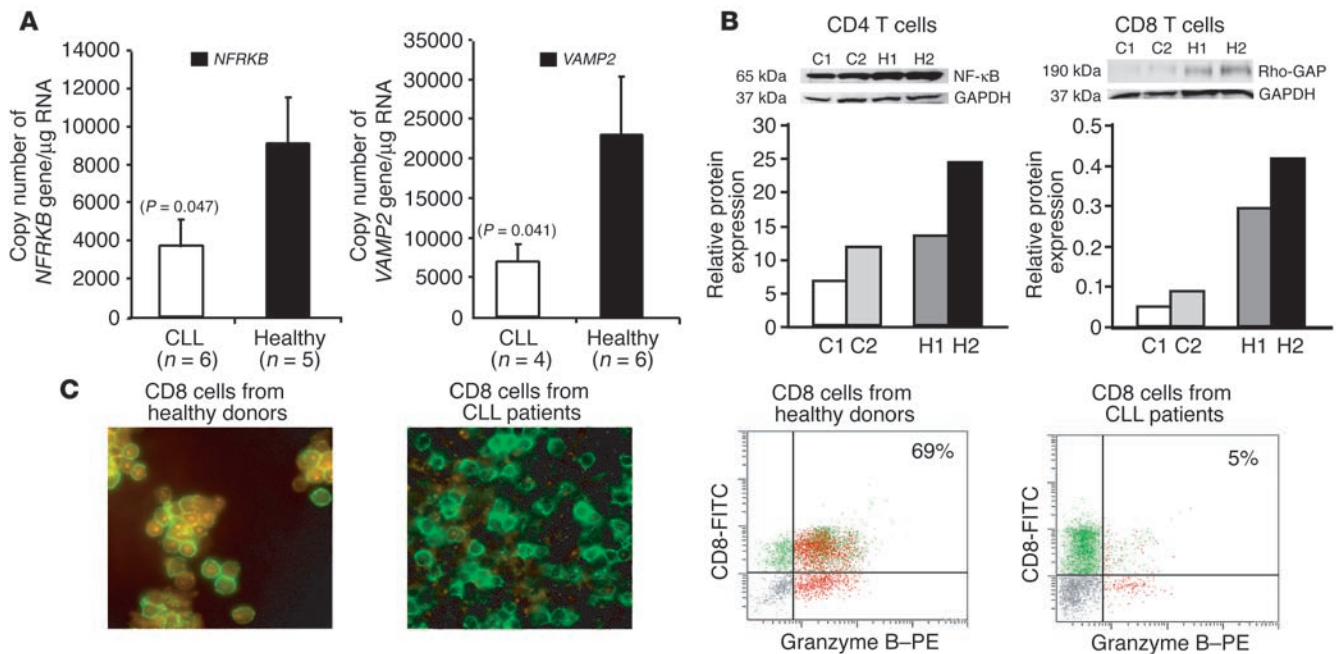 A
14000
12000
10000
8000
6000
4000
2000
0
Copy number of
NFRKB gene/μg RNA
NFRKB
(P = 0.047)
CLL
(n = 6)
Healthy
(n = 5)
35000
30000
25000
20000
15000
10000
5000
0
Copy number of
VAMP2 gene/μg RNA
VAMP2
(P = 0.041)
CLL
(n = 4)
Healthy
(n = 6)
B
CD4 T cells
C1 C2 H1 H2
65 kDa NF-κB
37 kDa GAPDH
30
25
20
15
10
5
0
Relative protein
expression
C1 C2 H1 H2
CD8 T cells
C1 C2 H1 H2
190 kDa Rho-GAP
37 kDa GAPDH
0.5
0.4
0.3
0.2
0.1
0
Relative protein
expression
C1 C2 H1 H2
C
CD8 cells from
healthy donors
CD8 cells from
CLL patients
CD8 cells from
healthy donors
69%
CD8-FITC
Granzyme B–PE
CD8 cells from
CLL patients
5%
CD8-FITC
Granzyme B–PE